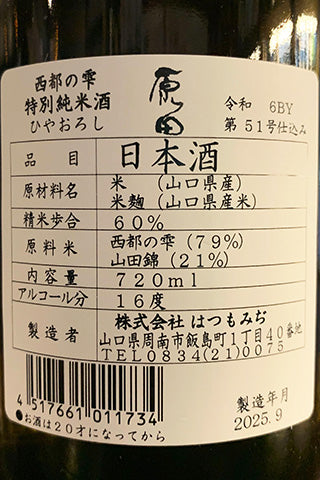 西都の雫
特別純米酒
ひやおろし
原田
令和 6BY
第 51号仕込み
品目 日本酒
原材料名 米 (山口県産)
米麹 (山口県産米)
精米歩合 60%
原料米 西都の雫 (79%)
山田錦 (21%)
内容量 720ml
アルコール分 16度
製造者 株式会社 はつもみぢ
山口県周南市飯島町1丁目40番地
TEL0834(21)0075
4 517661 011734
●お酒は20才になってから
製造年月
2025.9